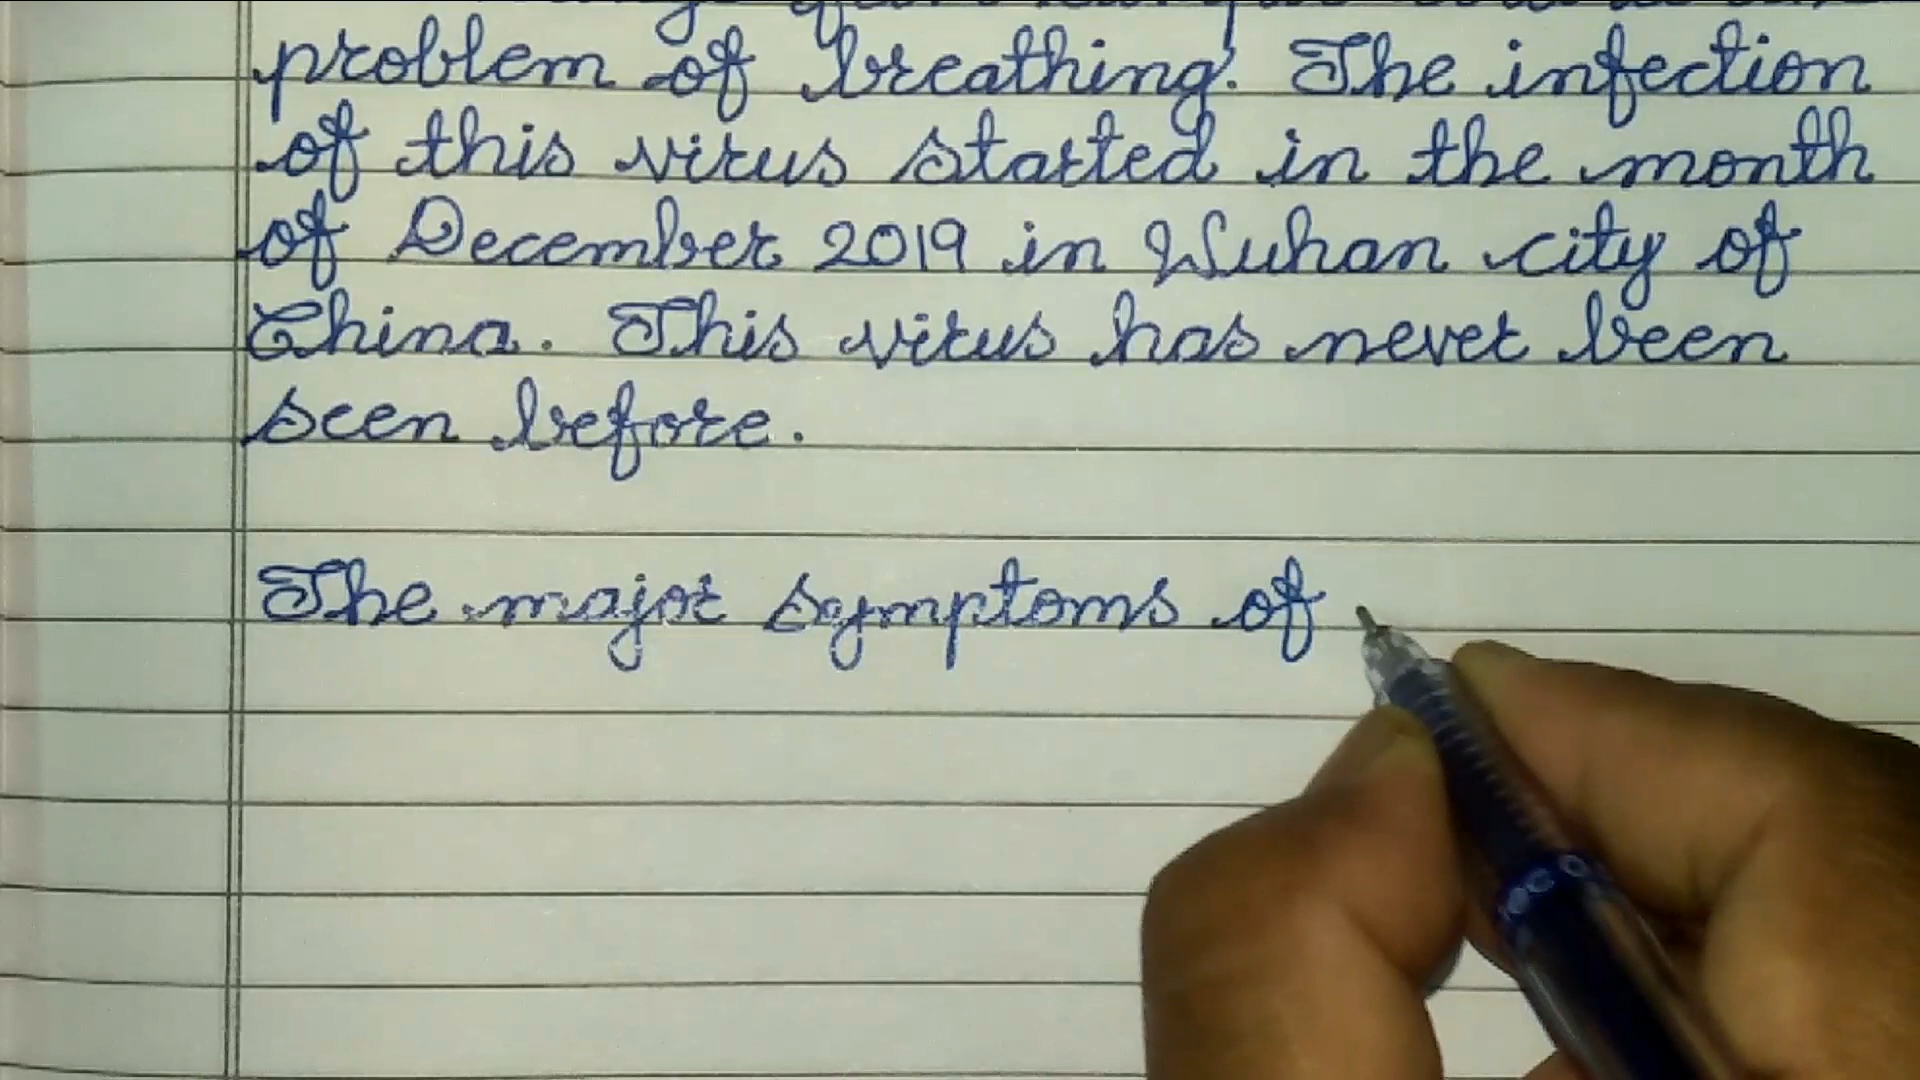 problem of breathing. The infection
of this virus started in the month
of December 2019 in Wuhan city of
China. This virus has never been
seen before.
The major symptoms of